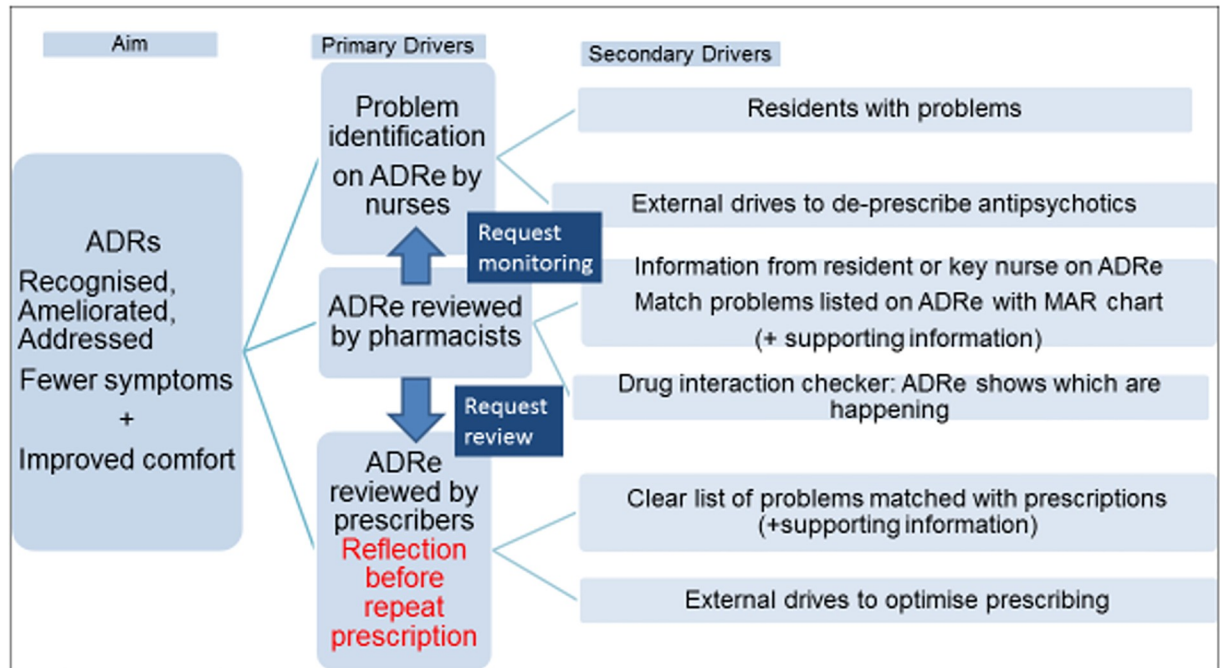 Aim
Primary Drivers
Secondary Drivers
ADRs
Recognised,
Ameliorated,
Addressed
Fewer symptoms
+
Improved comfort
Problem
identification
on ADRe by
nurses
Request
monitoring
ADRe reviewed
by pharmacists
Request
review
ADRe
reviewed by
prescribers
Reflection
before
repeat
prescription
Residents with problems
External drives to de-prescribe antipsychotics
Information from resident or key nurse on ADRe
Match problems listed on ADRe with MAR chart
(+ supporting information)
Drug interaction checker: ADRe shows which are
happening
Clear list of problems matched with prescriptions
(+supporting information)
External drives to optimise prescribing